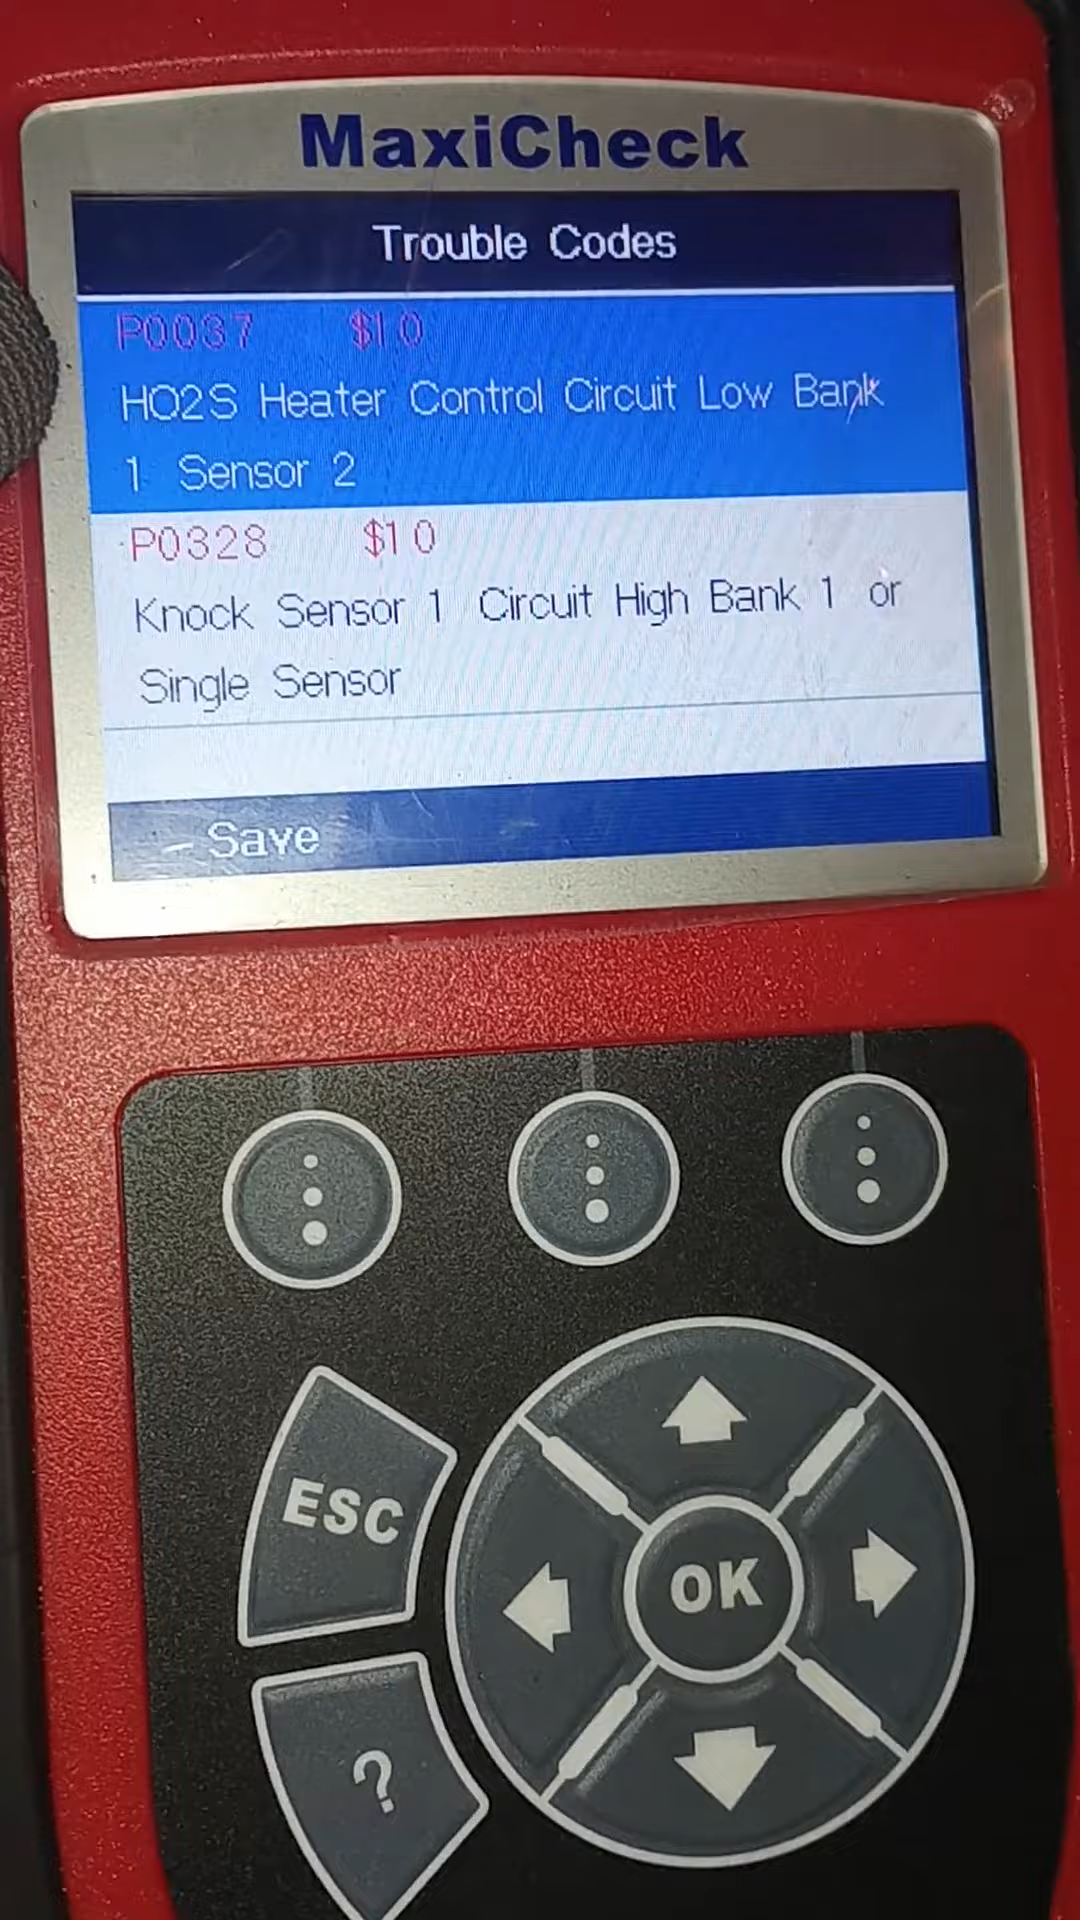 MaxiCheck
Trouble Codes
P0037 $10
HO2S Heater Control Circuit Low Bank
1 Sensor 2
P0328 $10
Knock Sensor 1 Circuit High Bank 1 or
Single Sensor
Save
ESC
OK
?